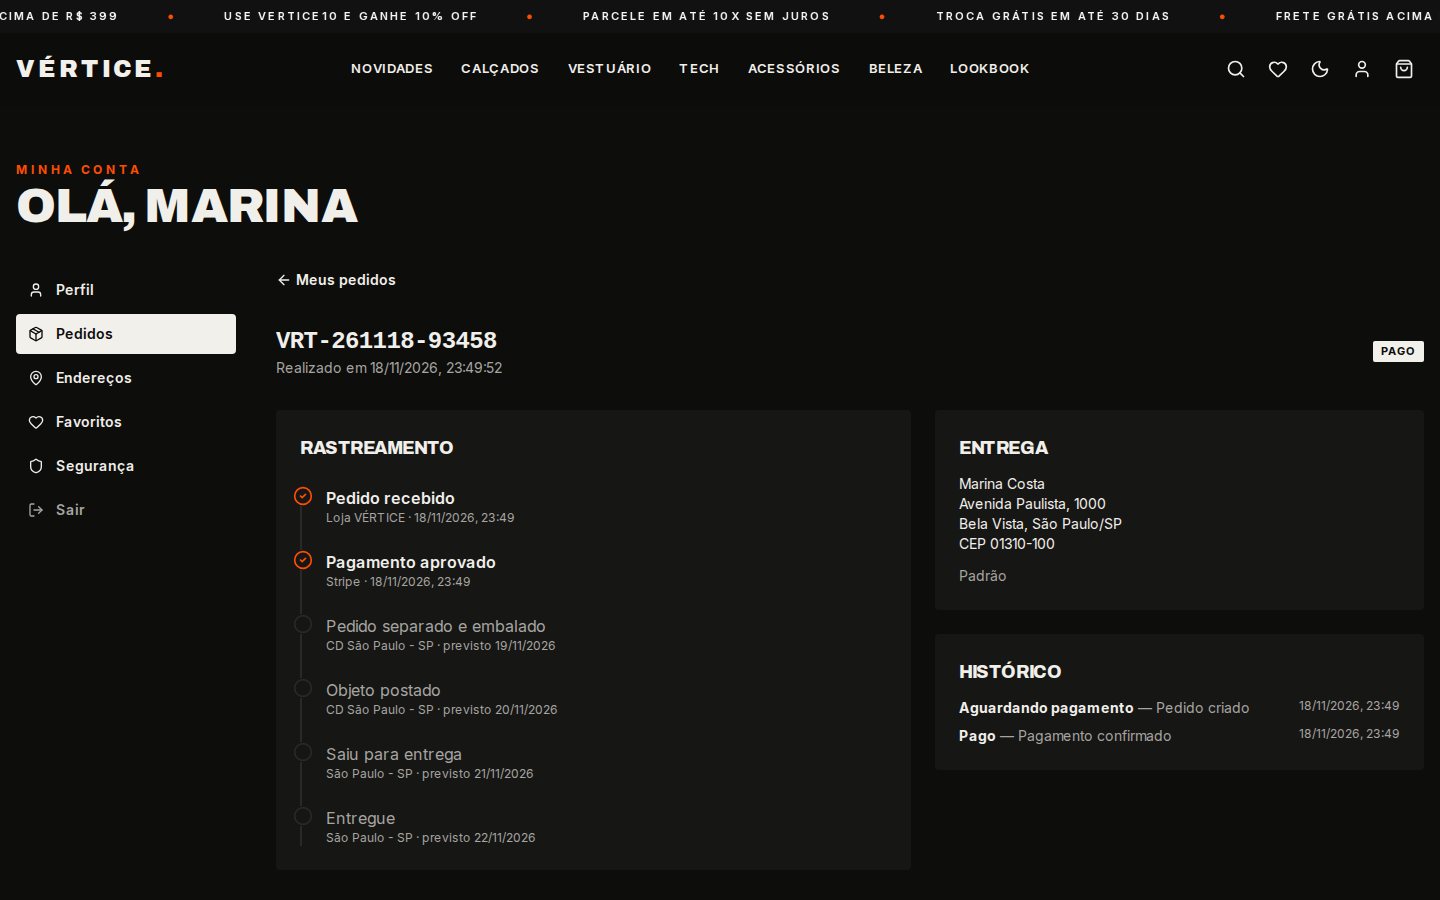 CIMA DE R$ 399 • USE VERTICE10 E GANHE 10% OFF • PARCELE EM ATÉ 10X SEM JUROS • TROCA GRÁTIS EM ATÉ 30 DIAS • FRETE GRÁTIS ACIMA
VÉRTICE.
NOVIDADES CALÇADOS VESTUÁRIO TECH ACESSÓRIOS BELEZA LOOKBOOK
MINHA CONTA
OLÁ, MARINA
Perfil
Pedidos
Endereços
Favoritos
Segurança
Sair
← Meus pedidos
VRT-261118-93458
Realizado em 18/11/2026, 23:49:52
PAGO
RASTREAMENTO
Pedido recebido
Loja VÉRTICE · 18/11/2026, 23:49
Pagamento aprovado
Stripe · 18/11/2026, 23:49
Pedido separado e embalado
CD São Paulo - SP · previsto 19/11/2026
Objeto postado
CD São Paulo - SP · previsto 20/11/2026
Saiu para entrega
São Paulo - SP · previsto 21/11/2026
Entregue
São Paulo - SP · previsto 22/11/2026
ENTREGA
Marina Costa
Avenida Paulista, 1000
Bela Vista, São Paulo/SP
CEP 01310-100
Padrão
HISTÓRICO
Aguardando pagamento — Pedido criado 18/11/2026, 23:49
Pago — Pagamento confirmado 18/11/2026, 23:49